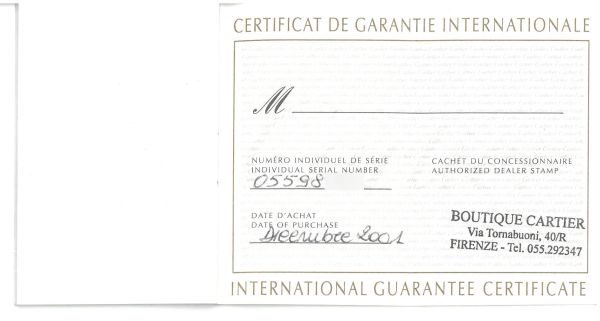 CERTIFICAT DE GARANTIE INTERNATIONALE
M
NUMÉRO INDIVIDUEL DE SÉRIE
INDIVIDUAL SERIAL NUMBER
05598
CACHET DU CONCESSIONNAIRE
AUTHORIZED DEALER STAMP
DATE D'ACHAT
DATE OF PURCHASE
Dicembre 2001
BOUTIQUE CARTIER
Via Tornabuoni, 40/R
FIRENZE - Tel. 055.292347
INTERNATIONAL GUARANTEE CERTIFICATE